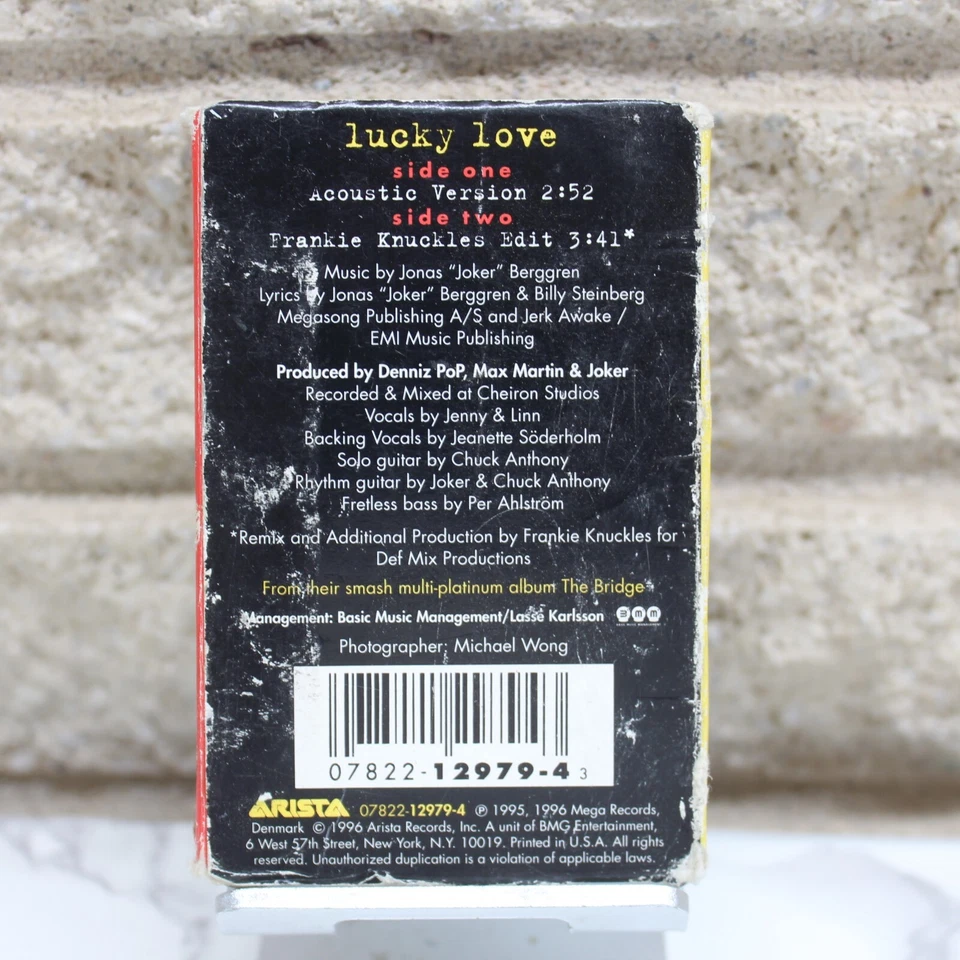 lucky love
side one
Acoustic Version 2:52
side two
Frankie Knuckles Edit 3:41*
Music by Jonas “Joker” Berggren
Lyrics by Jonas “Joker” Berggren & Billy Steinberg
Megasong Publishing A/S and Jerk Awake /
EMI Music Publishing
Produced by Denniz PoP, Max Martin & Joker
Recorded & Mixed at Cheiron Studios
Vocals by Jenny & Linn
Backing Vocals by Jeanette Söderholm
Solo guitar by Chuck Anthony
Rhythm guitar by Joker & Chuck Anthony
Fretless bass by Per Ahlström
*Remix and Additional Production by Frankie Knuckles for
Def Mix Productions
From their smash multi-platinum album The Bridge
Management: Basic Music Management/Lasse Karlsson
Photographer: Michael Wong
07822-12979-4 3
ARISTA 07822-12979-4 ℗ 1995, 1996 Mega Records,
Denmark © 1996 Arista Records, Inc. A unit of BMG Entertainment,
6 West 57th Street, New York, N.Y. 10019. Printed in U.S.A. All rights
reserved. Unauthorized duplication is a violation of applicable laws.